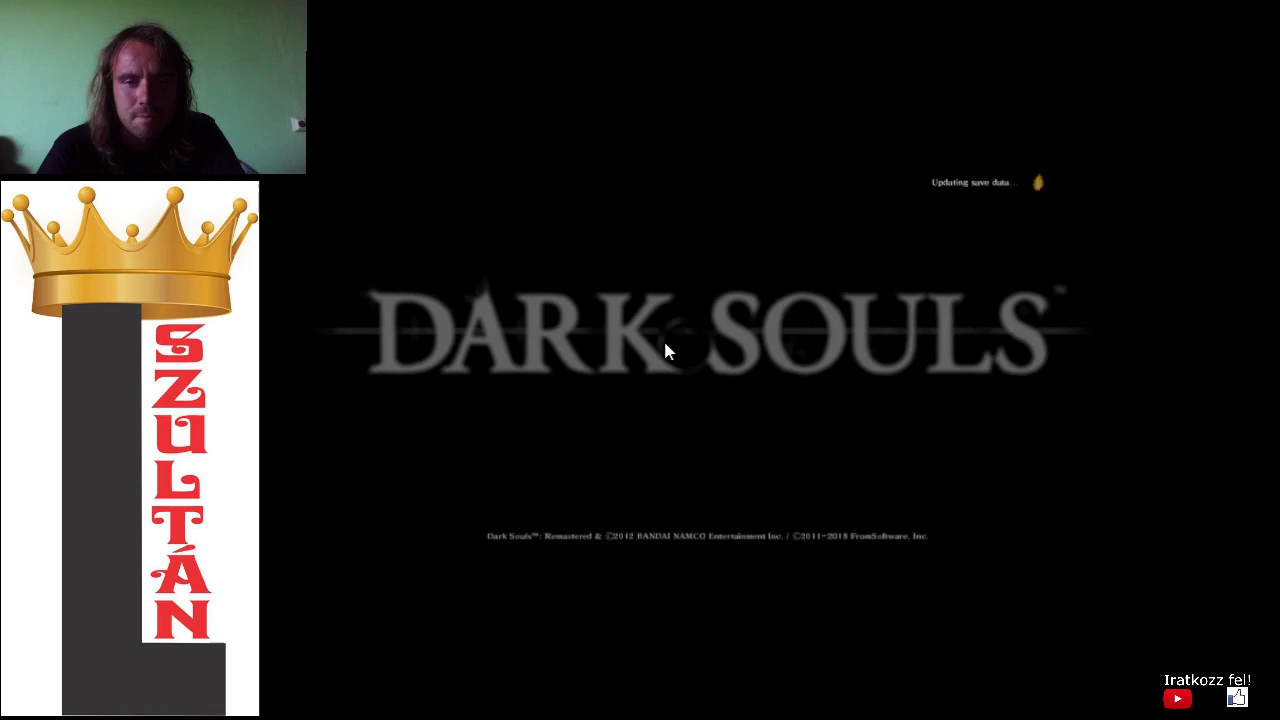 Updating save data...
DARK SOULS™
L
SZULTÁN
Dark Souls™: Remastered & ©2012 BANDAI NAMCO Entertainment Inc. / ©2011-2018 FromSoftware, Inc.
Iratkozz fel!